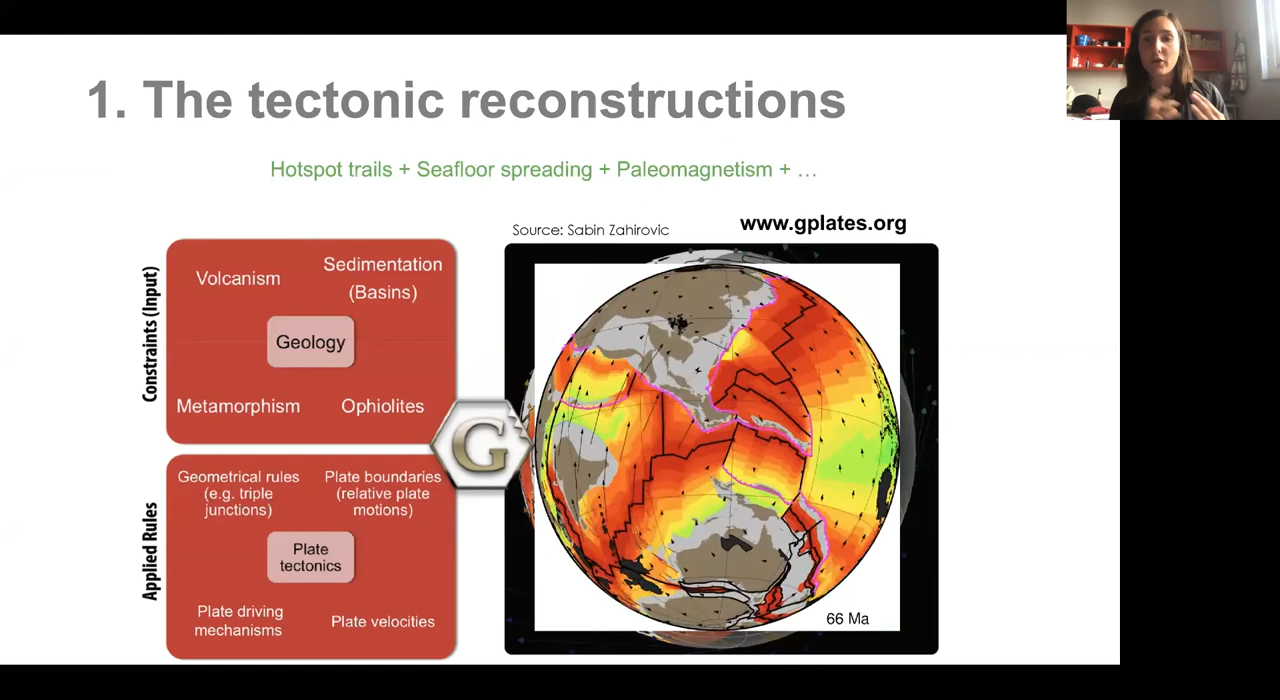 1. The tectonic reconstructions
Hotspot trails + Seafloor spreading + Paleomagnetism + …
Source: Sabin Zahirovic
www.gplates.org
Constraints (Input)
Volcanism
Sedimentation
(Basins)
Geology
Metamorphism
Ophiolites
G
Applied Rules
Geometrical rules
(e.g. triple
junctions)
Plate boundaries
(relative plate
motions)
Plate
tectonics
Plate driving
mechanisms
Plate velocities
66 Ma